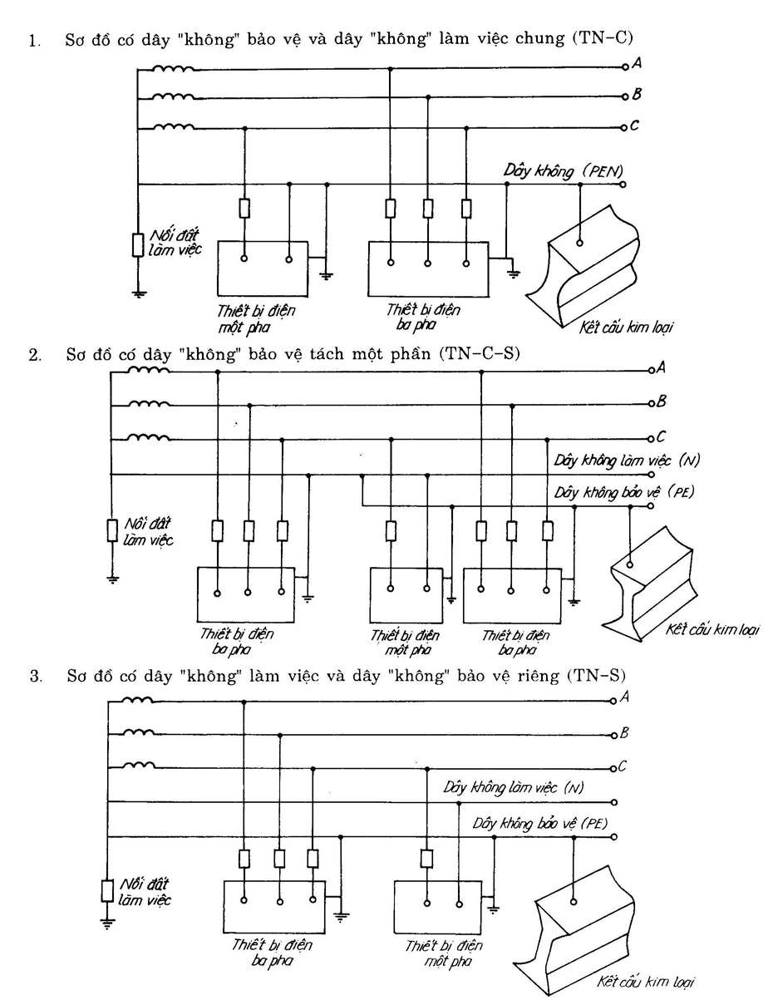 1. Sơ đồ có dây "không" bảo vệ và dây "không" làm việc chung (TN-C)
A
B
C
Dây không (PEN)
Nối đất
làm việc
Thiết bị điện
một pha
Thiết bị điện
ba pha
Kết cấu kim loại
2. Sơ đồ có dây "không" bảo vệ tách một phần (TN-C-S)
A
B
C
Dây không làm việc (N)
Dây không bảo vệ (PE)
Nối đất
làm việc
Thiết bị điện
ba pha
Thiết bị điện
một pha
Thiết bị điện
ba pha
Kết cấu kim loại
3. Sơ đồ có dây "không" làm việc và dây "không" bảo vệ riêng (TN-S)
A
B
C
Dây không làm việc (N)
Dây không bảo vệ (PE)
Nối đất
làm việc
Thiết bị điện
ba pha
Thiết bị điện
một pha
Kết cấu kim loại